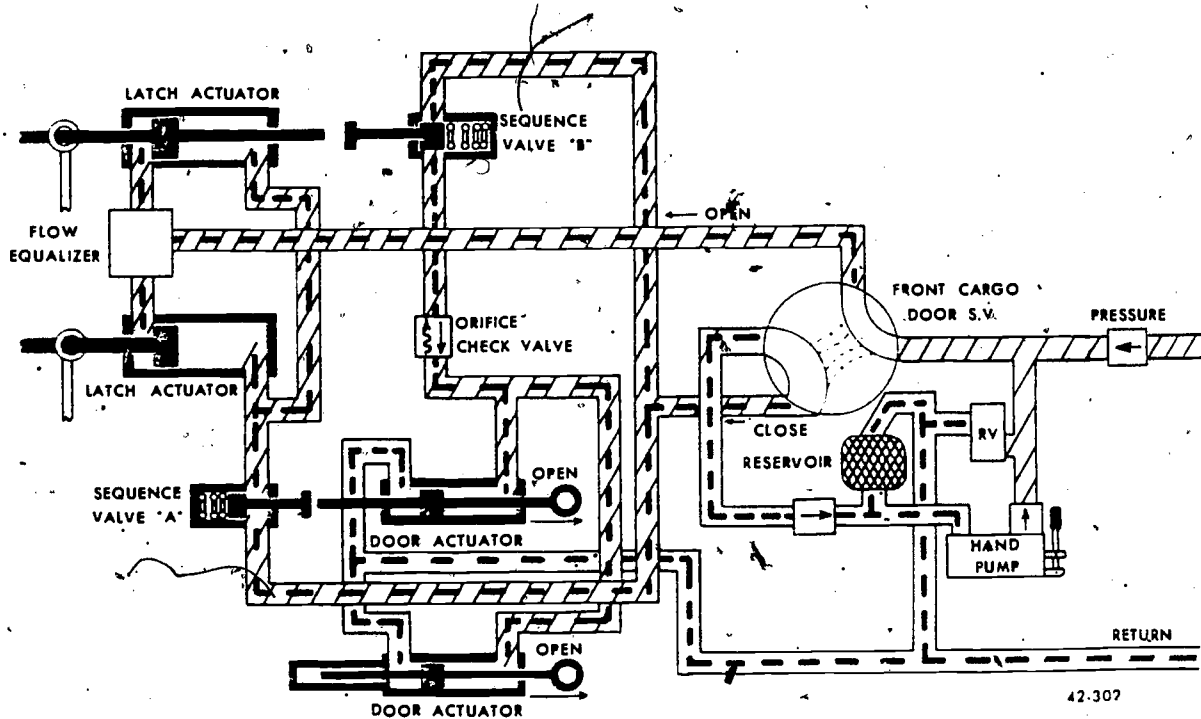 LATCH ACTUATOR
SEQUENCE
VALVE "B"
OPEN
FLOW
EQUALIZER
FRONT CARGO
DOOR S.V.
PRESSURE
ORIFICE
CHECK VALVE
LATCH ACTUATOR
CLOSE
RV
RESERVOIR
SEQUENCE
VALVE "A"
OPEN
DOOR ACTUATOR
HAND
PUMP
RETURN
OPEN
DOOR ACTUATOR
42-307